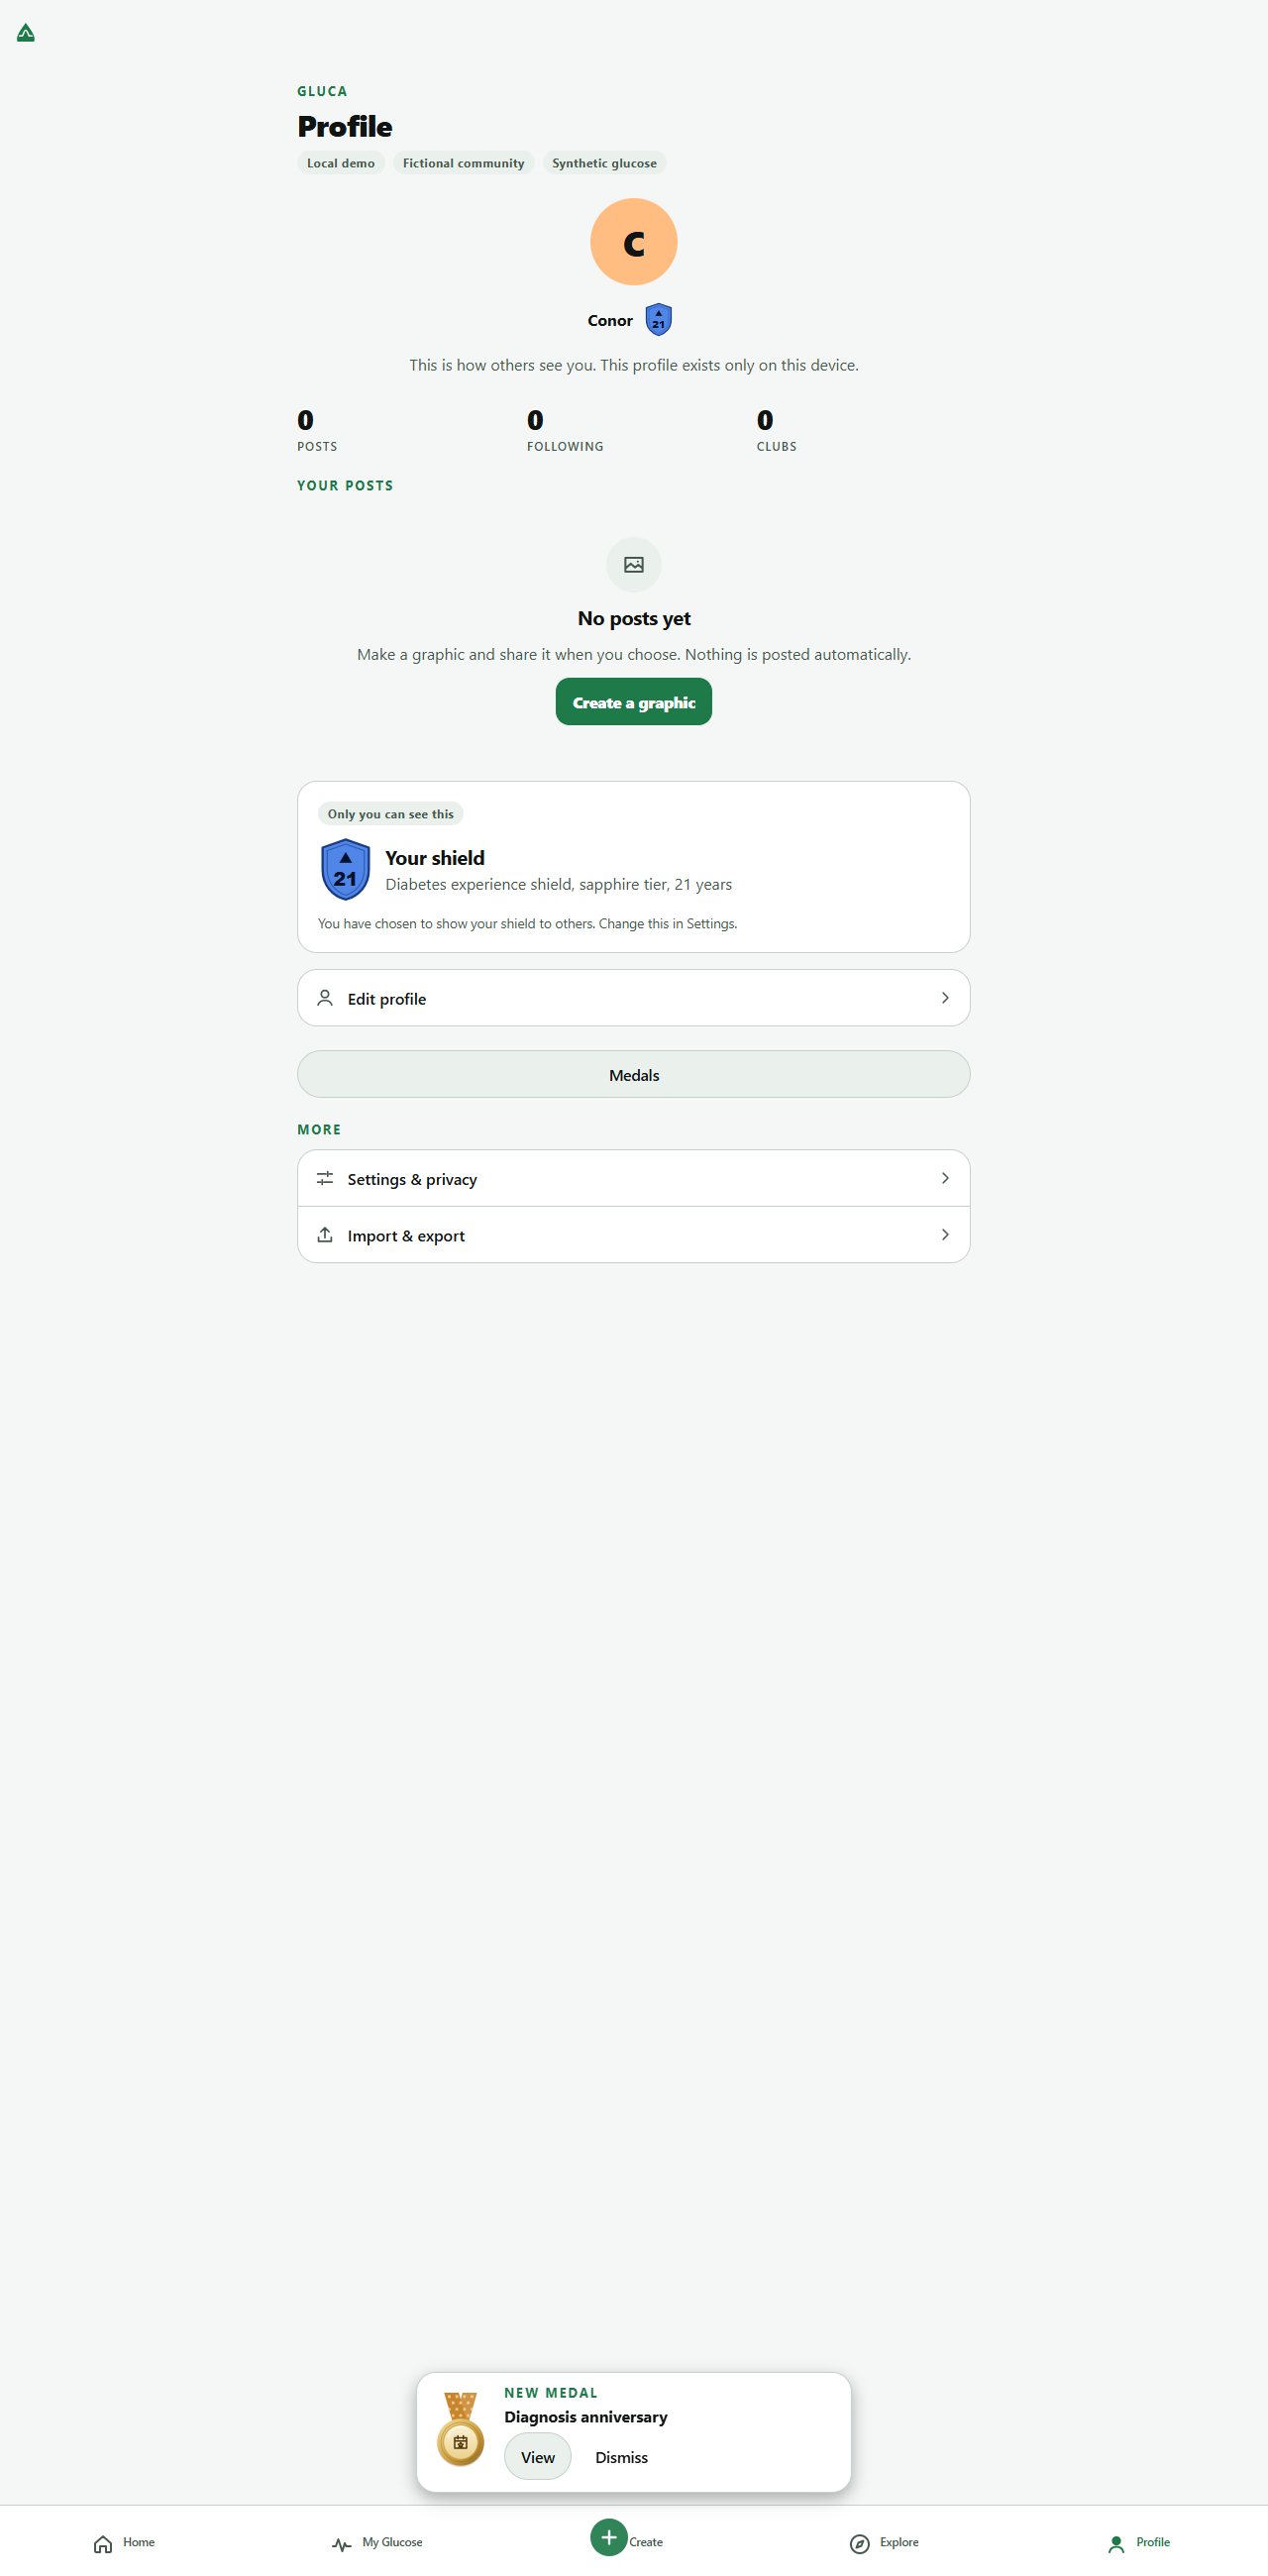 GLUCA
Profile
Local demo Fictional community Synthetic glucose
C
Conor 21
This is how others see you. This profile exists only on this device.
0 0 0
POSTS FOLLOWING CLUBS
YOUR POSTS
No posts yet
Make a graphic and share it when you choose. Nothing is posted automatically.
Create a graphic
Only you can see this
21
Your shield
Diabetes experience shield, sapphire tier, 21 years
You have chosen to show your shield to others. Change this in Settings.
Edit profile
Medals
MORE
Settings & privacy
Import & export
NEW MEDAL
Diagnosis anniversary
View Dismiss
Home My Glucose Create Explore Profile